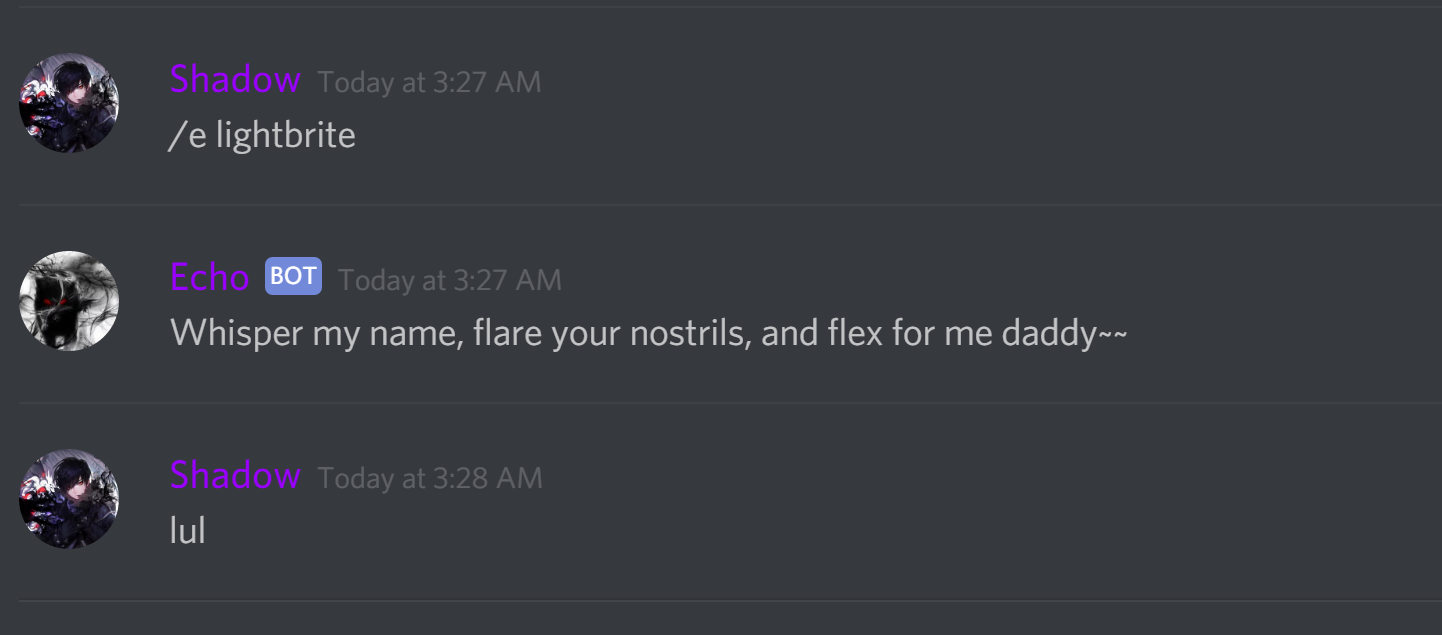 Shadow Today at 3:27 AM
/e lightbrite
Echo BOT Today at 3:27 AM
Whisper my name, flare your nostrils, and flex for me daddy~~
Shadow Today at 3:28 AM
lul